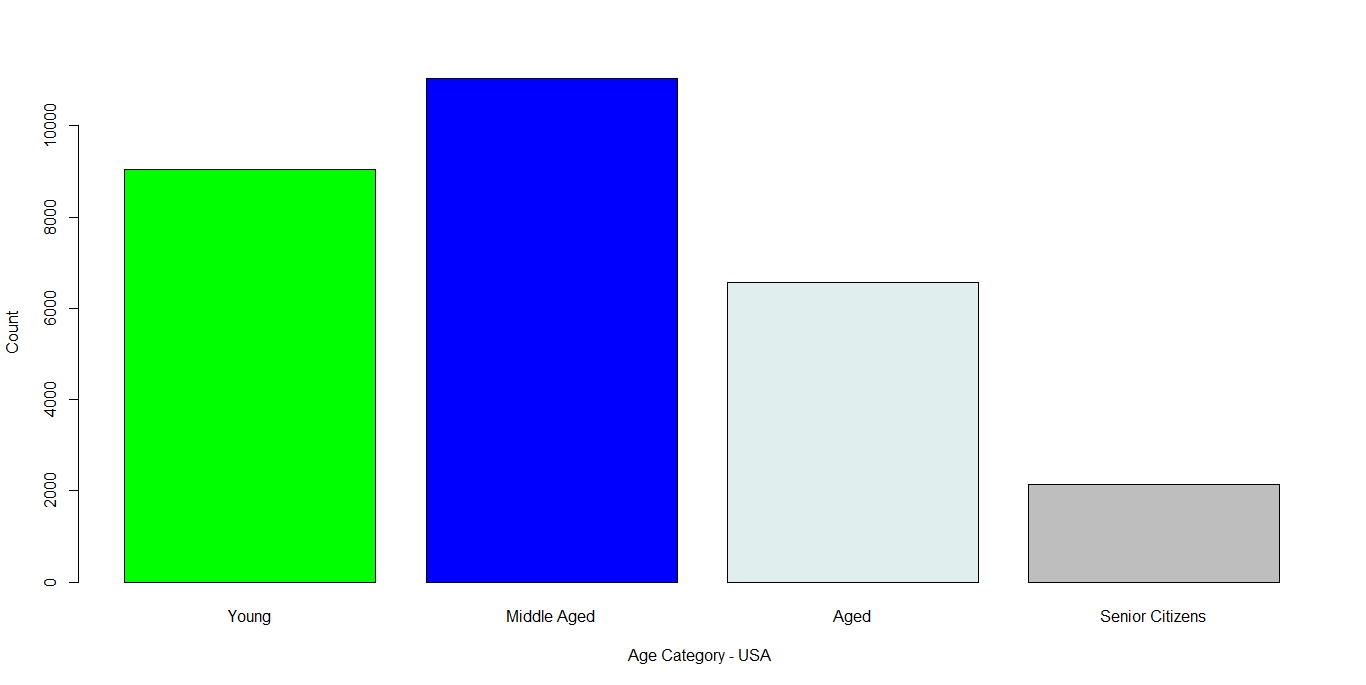 Count
10000
8000
6000
4000
2000
0
Young
Middle Aged
Aged
Senior Citizens
Age Category - USA